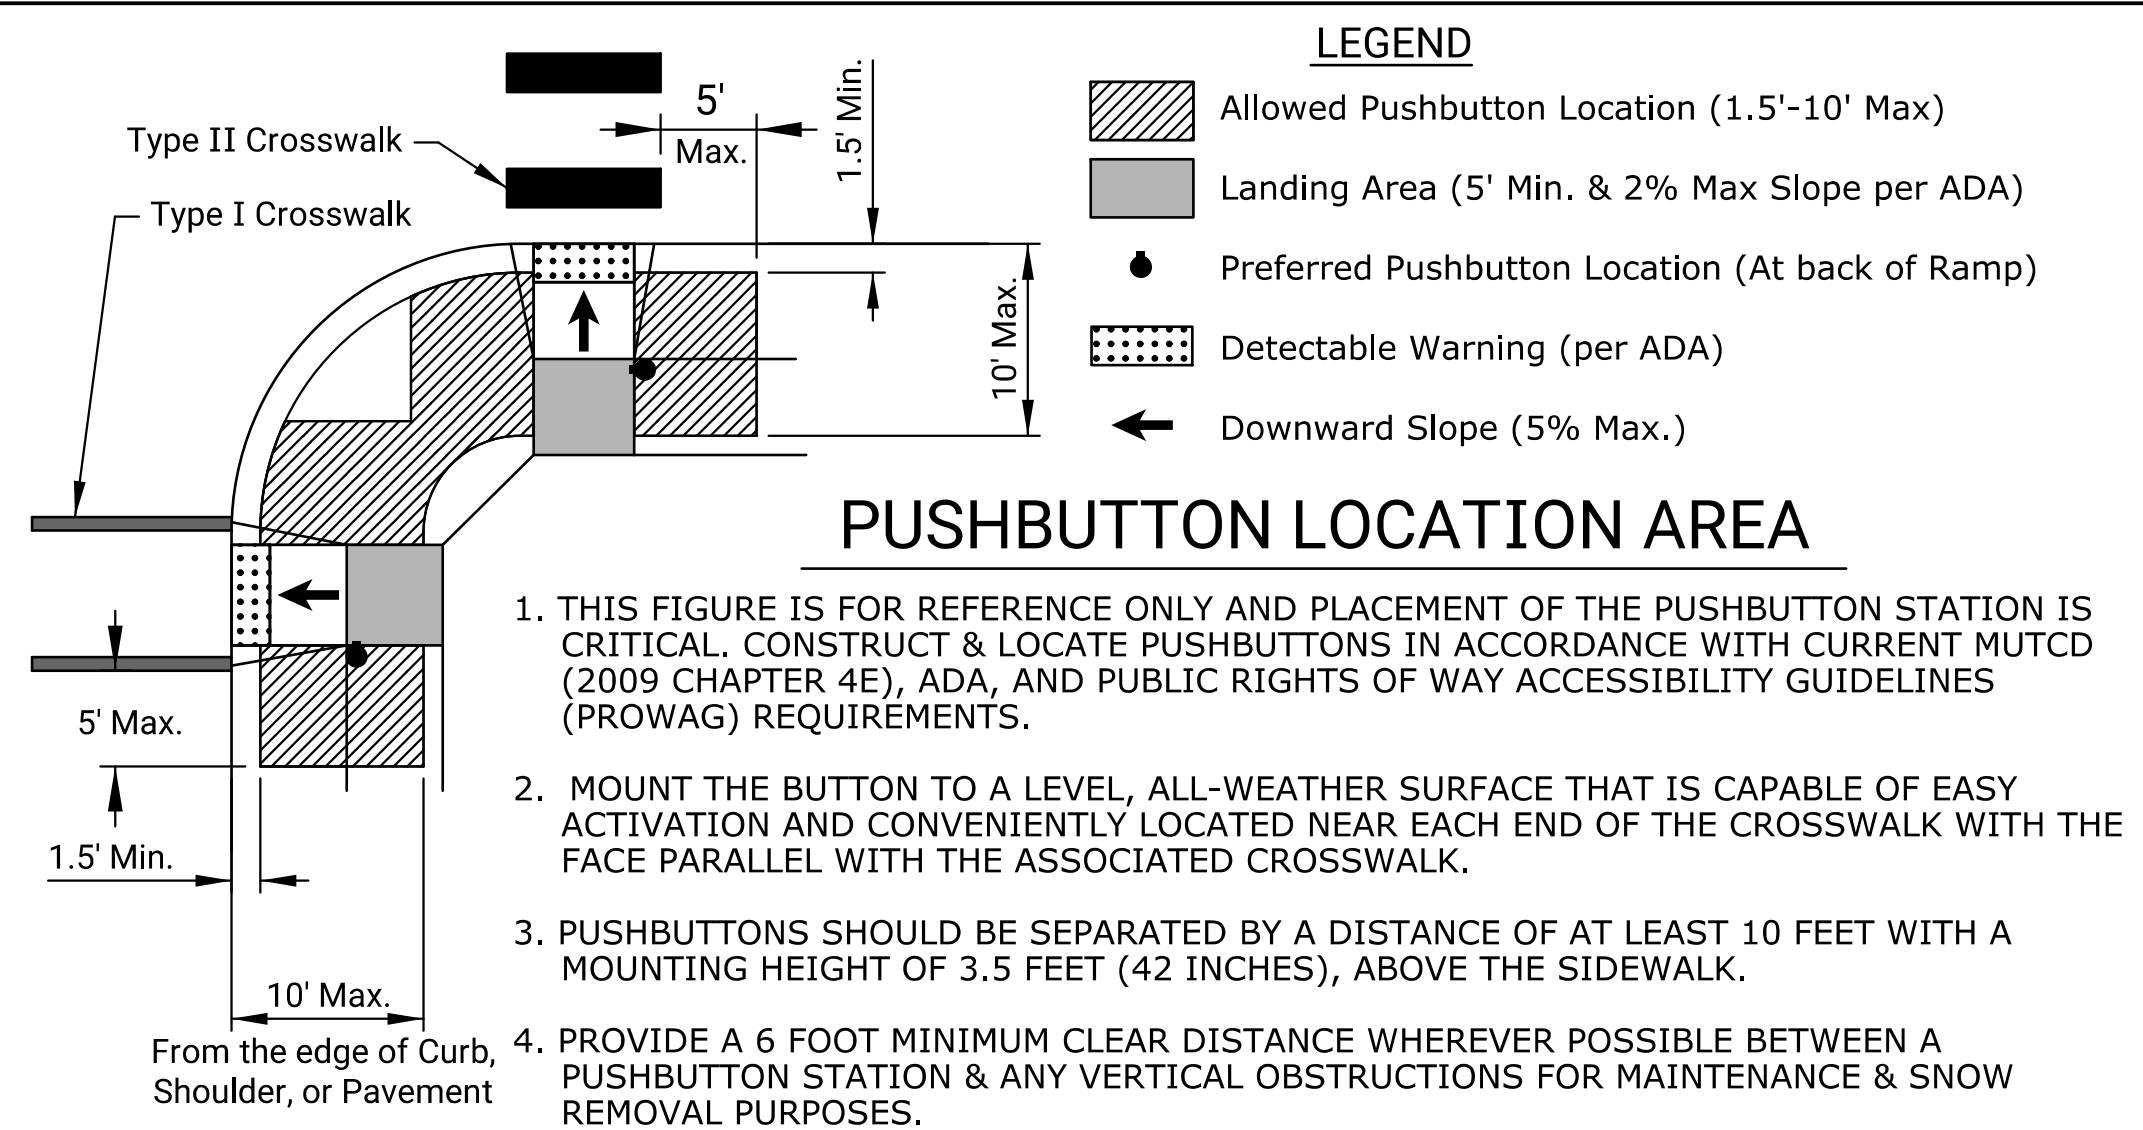 Type II Crosswalk
Type I Crosswalk
5'
Max.
1.5' Min.
10' Max.
5' Max.
1.5' Min.
10' Max.
From the edge of Curb,
Shoulder, or Pavement
LEGEND
Allowed Pushbutton Location (1.5'-10' Max)
Landing Area (5' Min. & 2% Max Slope per ADA)
Preferred Pushbutton Location (At back of Ramp)
Detectable Warning (per ADA)
Downward Slope (5% Max.)
PUSHBUTTON LOCATION AREA
1. THIS FIGURE IS FOR REFERENCE ONLY AND PLACEMENT OF THE PUSHBUTTON STATION IS
CRITICAL. CONSTRUCT & LOCATE PUSHBUTTONS IN ACCORDANCE WITH CURRENT MUTCD
(2009 CHAPTER 4E), ADA, AND PUBLIC RIGHTS OF WAY ACCESSIBILITY GUIDELINES
(PROWAG) REQUIREMENTS.
2. MOUNT THE BUTTON TO A LEVEL, ALL-WEATHER SURFACE THAT IS CAPABLE OF EASY
ACTIVATION AND CONVENIENTLY LOCATED NEAR EACH END OF THE CROSSWALK WITH THE
FACE PARALLEL WITH THE ASSOCIATED CROSSWALK.
3. PUSHBUTTONS SHOULD BE SEPARATED BY A DISTANCE OF AT LEAST 10 FEET WITH A
MOUNTING HEIGHT OF 3.5 FEET (42 INCHES), ABOVE THE SIDEWALK.
4. PROVIDE A 6 FOOT MINIMUM CLEAR DISTANCE WHEREVER POSSIBLE BETWEEN A
PUSHBUTTON STATION & ANY VERTICAL OBSTRUCTIONS FOR MAINTENANCE & SNOW
REMOVAL PURPOSES.